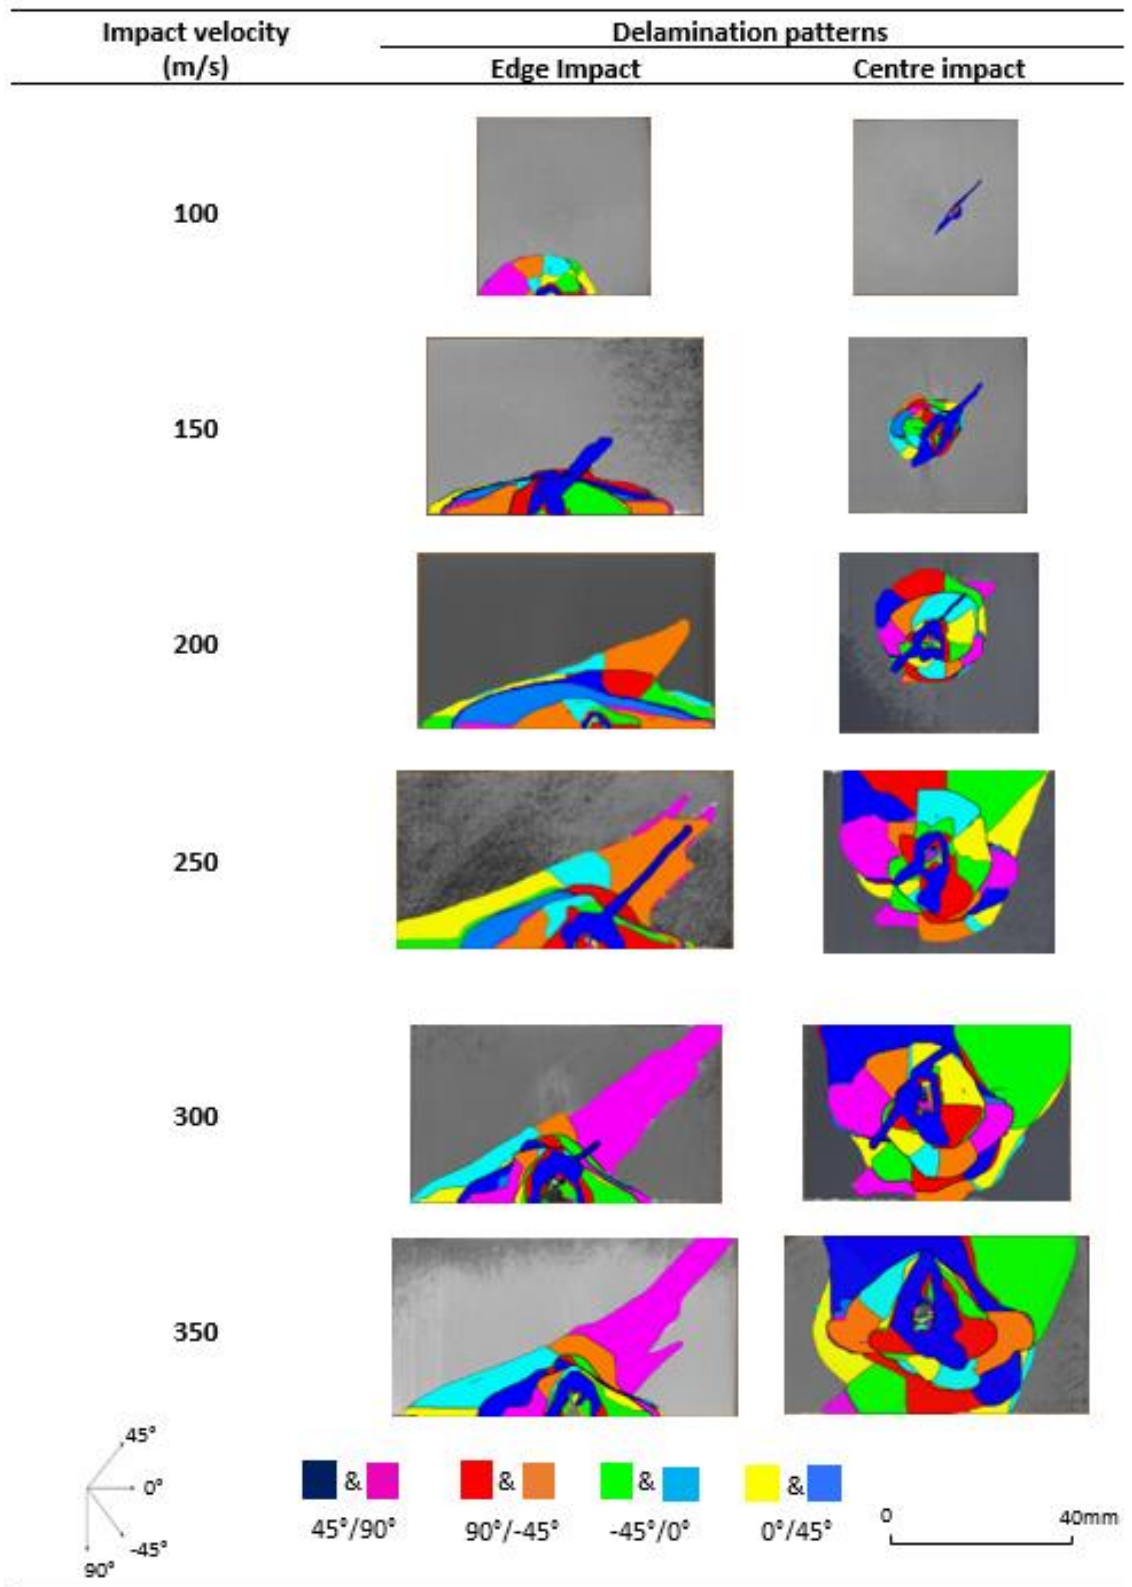 Impact velocity
(m/s)
Delamination patterns
Edge Impact
Centre impact
100
150
200
250
300
350
45°
0°
-45°
90°
& & & &
45°/90° 90°/-45° -45°/0° 0°/45°
0 40mm